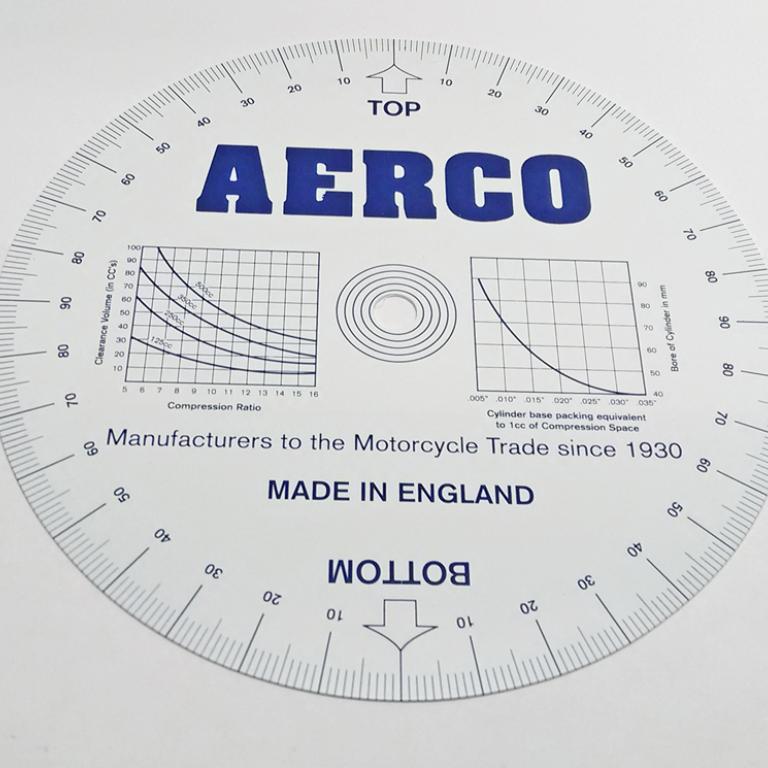 10 10
20 20
30 30
40 40
50 50
60 60
70 70
80 80
90 90
80 80
70 70
60 60
50 50
40 40
30 30
20 20
10 10
TOP
AERCO
Clearance Volume (in CC's)
100
90
80
70
60
50
40
30
20
10
500cc
350cc
250cc
125cc
5 6 7 8 9 10 11 12 13 14 15 16
Compression Ratio
90
80
70
60
50
40
Bore of Cylinder in mm
.005" .010" .015" .020" .025" .030" .035"
Cylinder base packing equivalent
to 1cc of Compression Space
Manufacturers to the Motorcycle Trade since 1930
MADE IN ENGLAND
BOTTOM